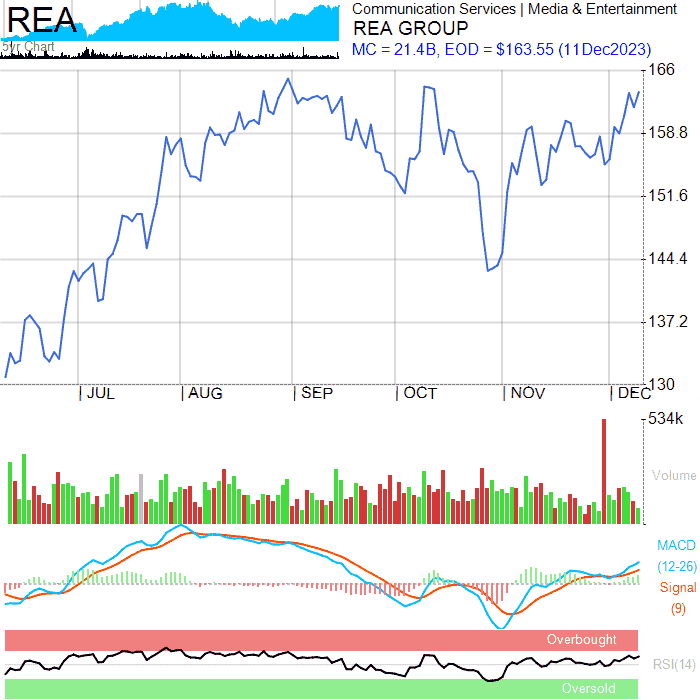 REA
5yr Chart
Communication Services | Media & Entertainment
REA GROUP
MC = 21.4B, EOD = $163.55 (11Dec2023)
166
158.8
151.6
144.4
137.2
130
| JUL | AUG | SEP | OCT | NOV | DEC
534k
Volume
MACD
(12-26)
Signal
(9)
Overbought
RSI(14)
Oversold